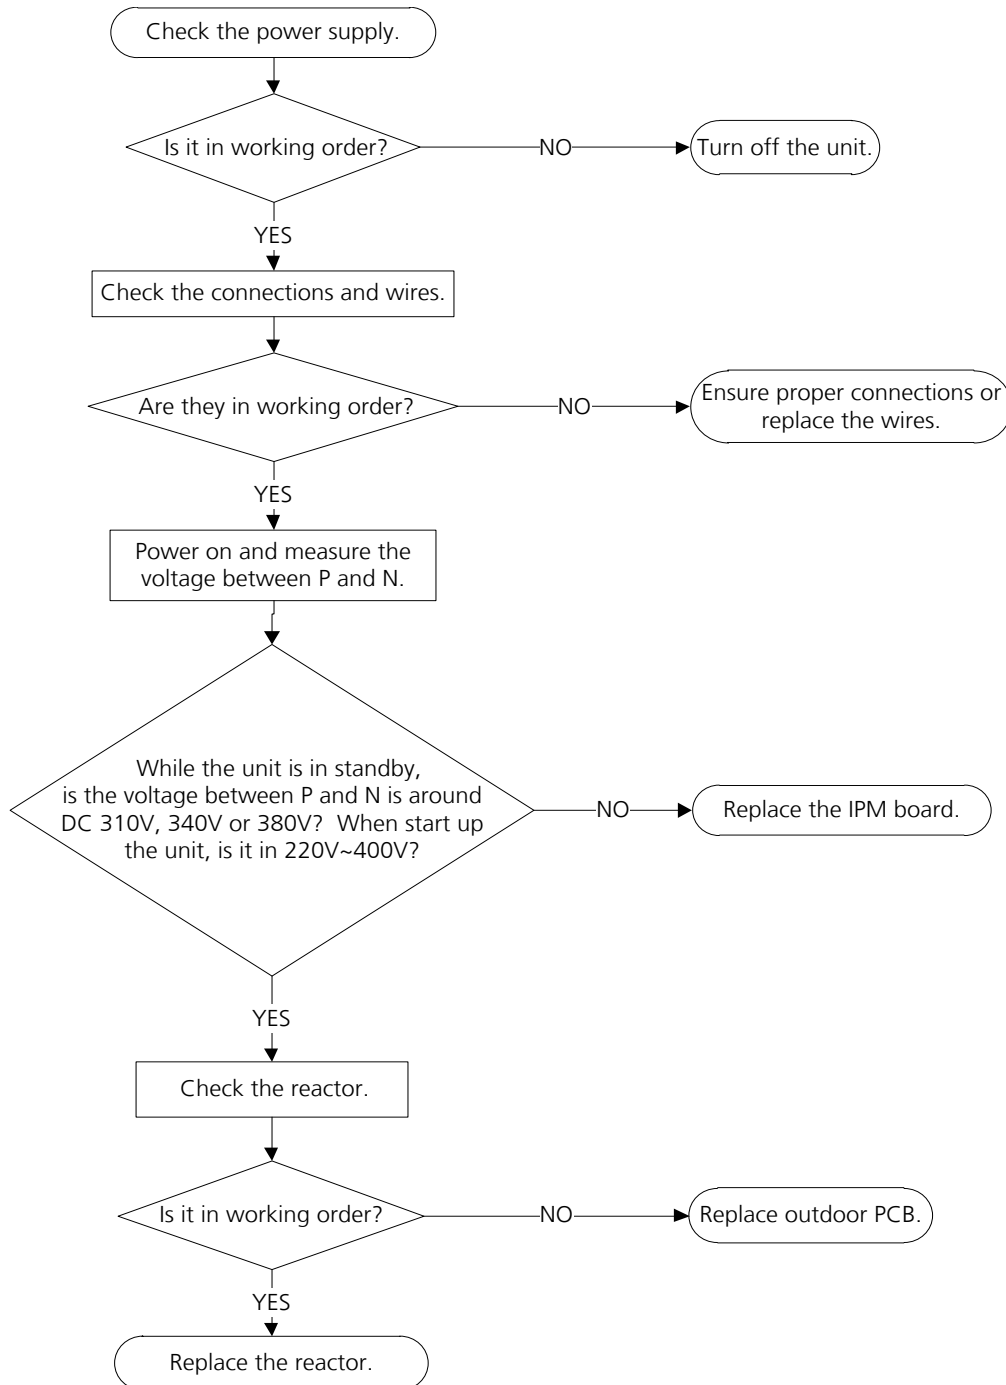 Check the power supply.
Is it in working order?
NO
Turn off the unit.
YES
Check the connections and wires.
Are they in working order?
NO
Ensure proper connections or
replace the wires.
YES
Power on and measure the
voltage between P and N.
While the unit is in standby,
is the voltage between P and N is around
DC 310V, 340V or 380V?  When start up
the unit, is it in 220V~400V?
NO
Replace the IPM board.
YES
Check the reactor.
Is it in working order?
NO
Replace outdoor PCB.
YES
Replace the reactor.